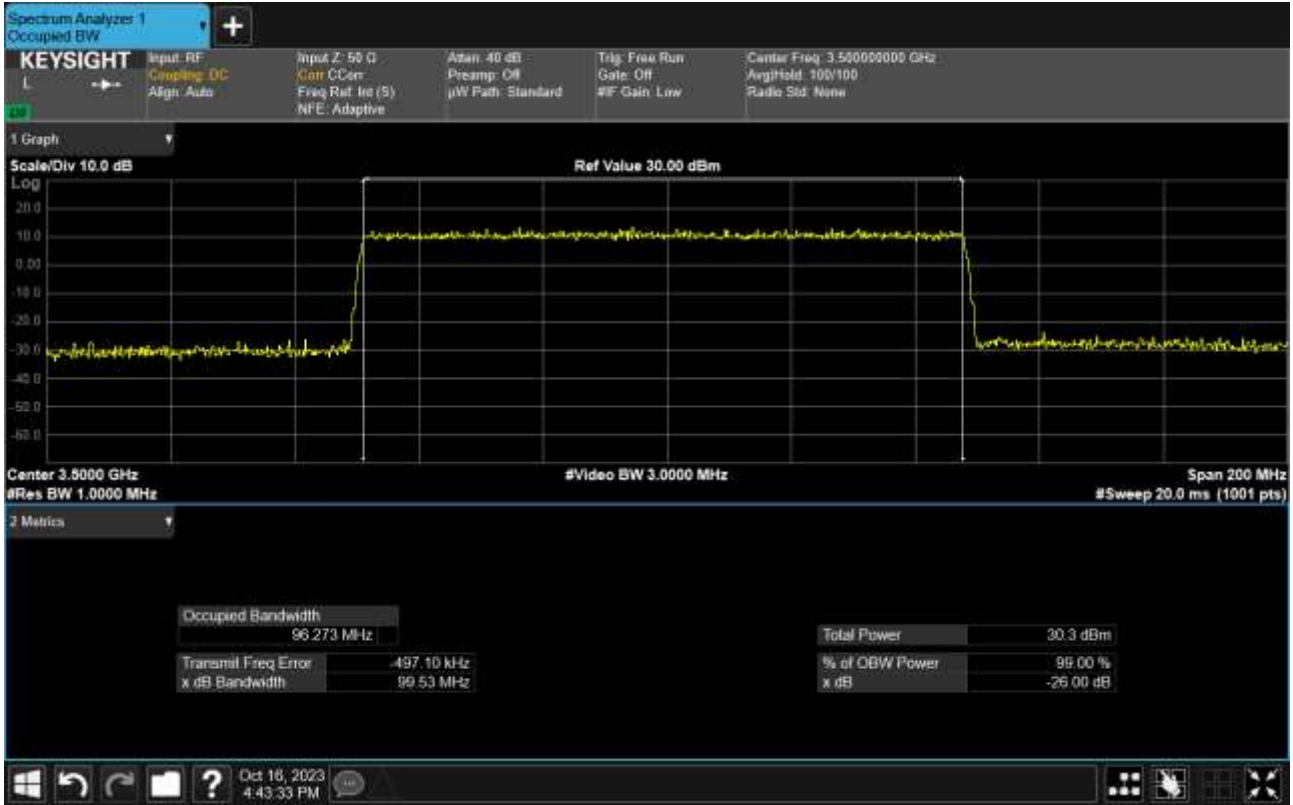 Spectrum Analyzer 1
Occupied BW
+
KEYSIGHT
L
Input: RF
Coupling: DC
Align: Auto
Input Z: 50 Ω
Corr CCorr
Freq Ref: Int (S)
NFE: Adaptive
Atten: 40 dB
Preamp: Off
µW Path: Standard
Trig: Free Run
Gate: Off
#IF Gain: Low
Center Freq: 3.500000000 GHz
Avg|Hold: 100/100
Radio Std: None
1 Graph
Scale/Div 10.0 dB
Ref Value 30.00 dBm
Log
20.0
10.0
0.00
-10.0
-20.0
-30.0
-40.0
-50.0
-60.0
Center 3.5000 GHz
#Video BW 3.0000 MHz
Span 200 MHz
#Res BW 1.0000 MHz
#Sweep 20.0 ms (1001 pts)
2 Metrics
Occupied Bandwidth
96.273 MHz
Total Power 30.3 dBm
Transmit Freq Error -497.10 kHz
% of OBW Power 99.00 %
x dB Bandwidth 99.53 MHz
x dB -26.00 dB
?
Oct 16, 2023
4:43:33 PM